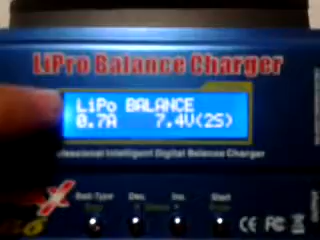 LiPro Balance Charger
LiPo BALANCE
0.7A 7.4V(2S)
Professional Intelligent Digital Balance Charger
Batt-Type Dec. Inc. Start